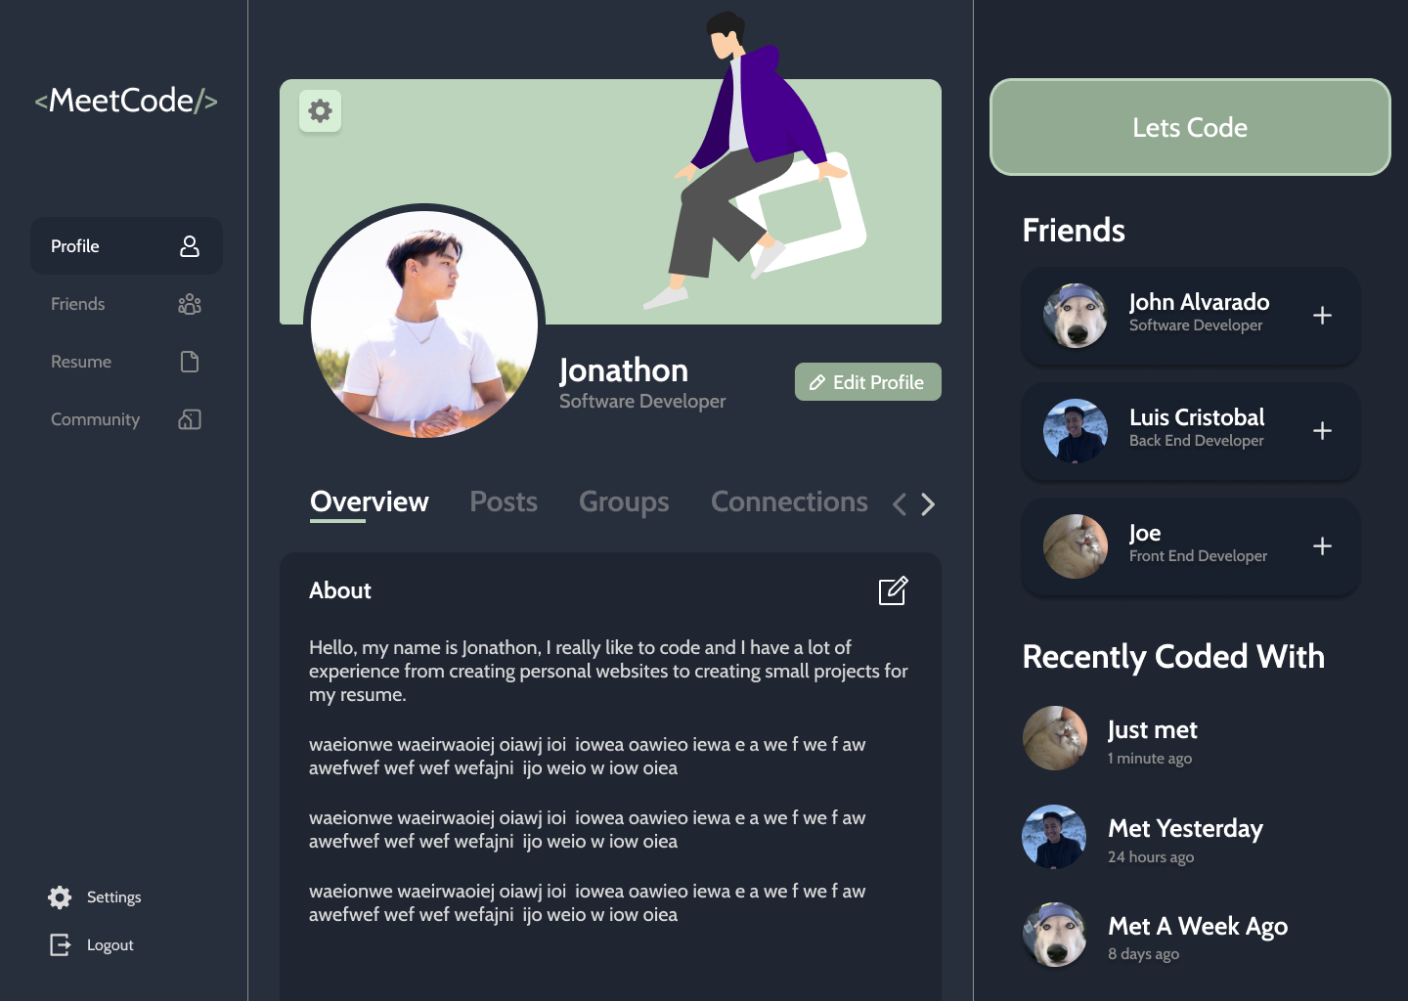 <MeetCode/>
Profile
Friends
Resume
Community
Settings
Logout
Jonathon
Software Developer
Edit Profile
Overview Posts Groups Connections
About
Hello, my name is Jonathon, I really like to code and I have a lot of
experience from creating personal websites to creating small projects for
my resume.
waeionwe waeirwaoiej oiawj ioi  iowea oawieo iewa e a we f we f aw
awefwef wef wef wefajni  ijo weio w iow oiea
waeionwe waeirwaoiej oiawj ioi  iowea oawieo iewa e a we f we f aw
awefwef wef wef wefajni  ijo weio w iow oiea
waeionwe waeirwaoiej oiawj ioi  iowea oawieo iewa e a we f we f aw
awefwef wef wef wefajni  ijo weio w iow oiea
Lets Code
Friends
John Alvarado
Software Developer
Luis Cristobal
Back End Developer
Joe
Front End Developer
Recently Coded With
Just met
1 minute ago
Met Yesterday
24 hours ago
Met A Week Ago
8 days ago